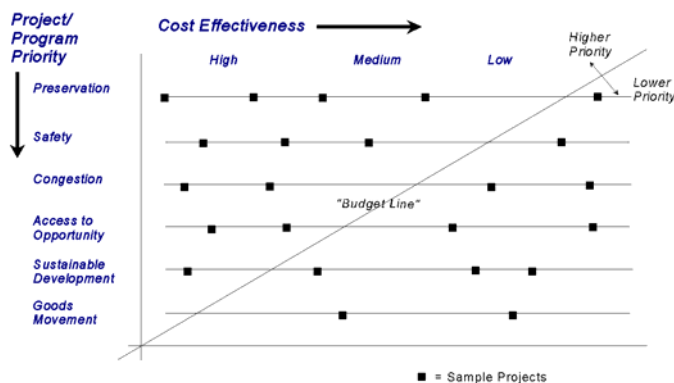 Project/
Program
Priority
Cost Effectiveness
High
Medium
Low
Higher
Priority
Lower
Priority
Preservation
Safety
Congestion
"Budget Line"
Access to
Opportunity
Sustainable
Development
Goods
Movement
= Sample Projects